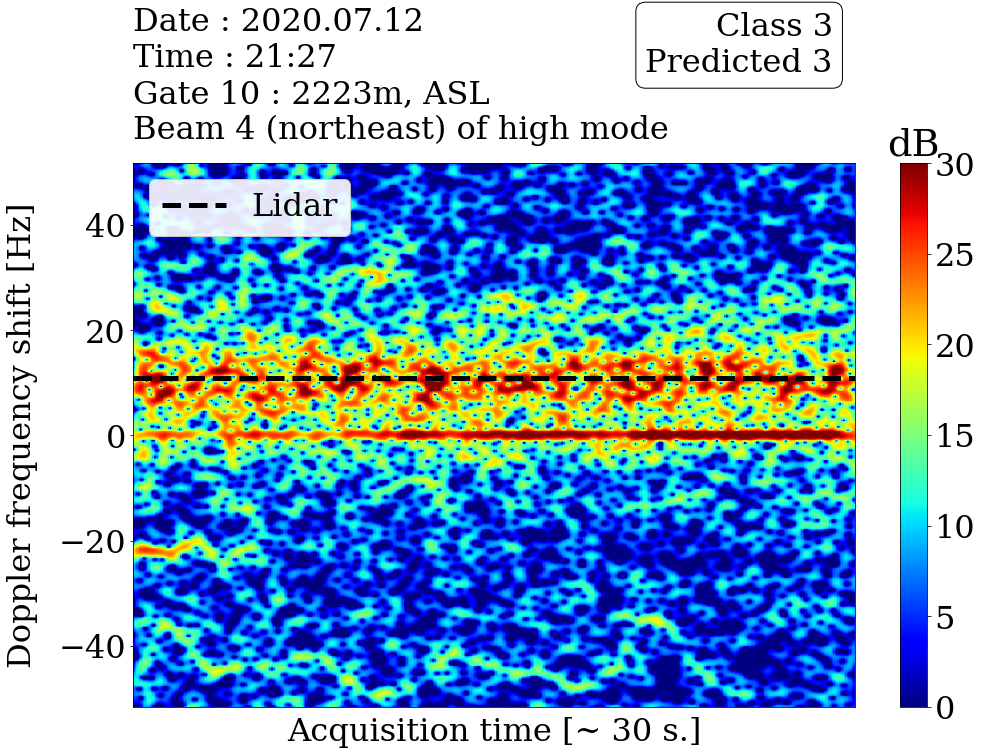 Date : 2020.07.12
Time : 21:27
Gate 10 : 2223m, ASL
Beam 4 (northeast) of high mode
Class 3
Predicted 3
dB
Lidar
Doppler frequency shift [Hz]
40
20
0
−20
−40
30
25
20
15
10
5
0
Acquisition time [~ 30 s.]